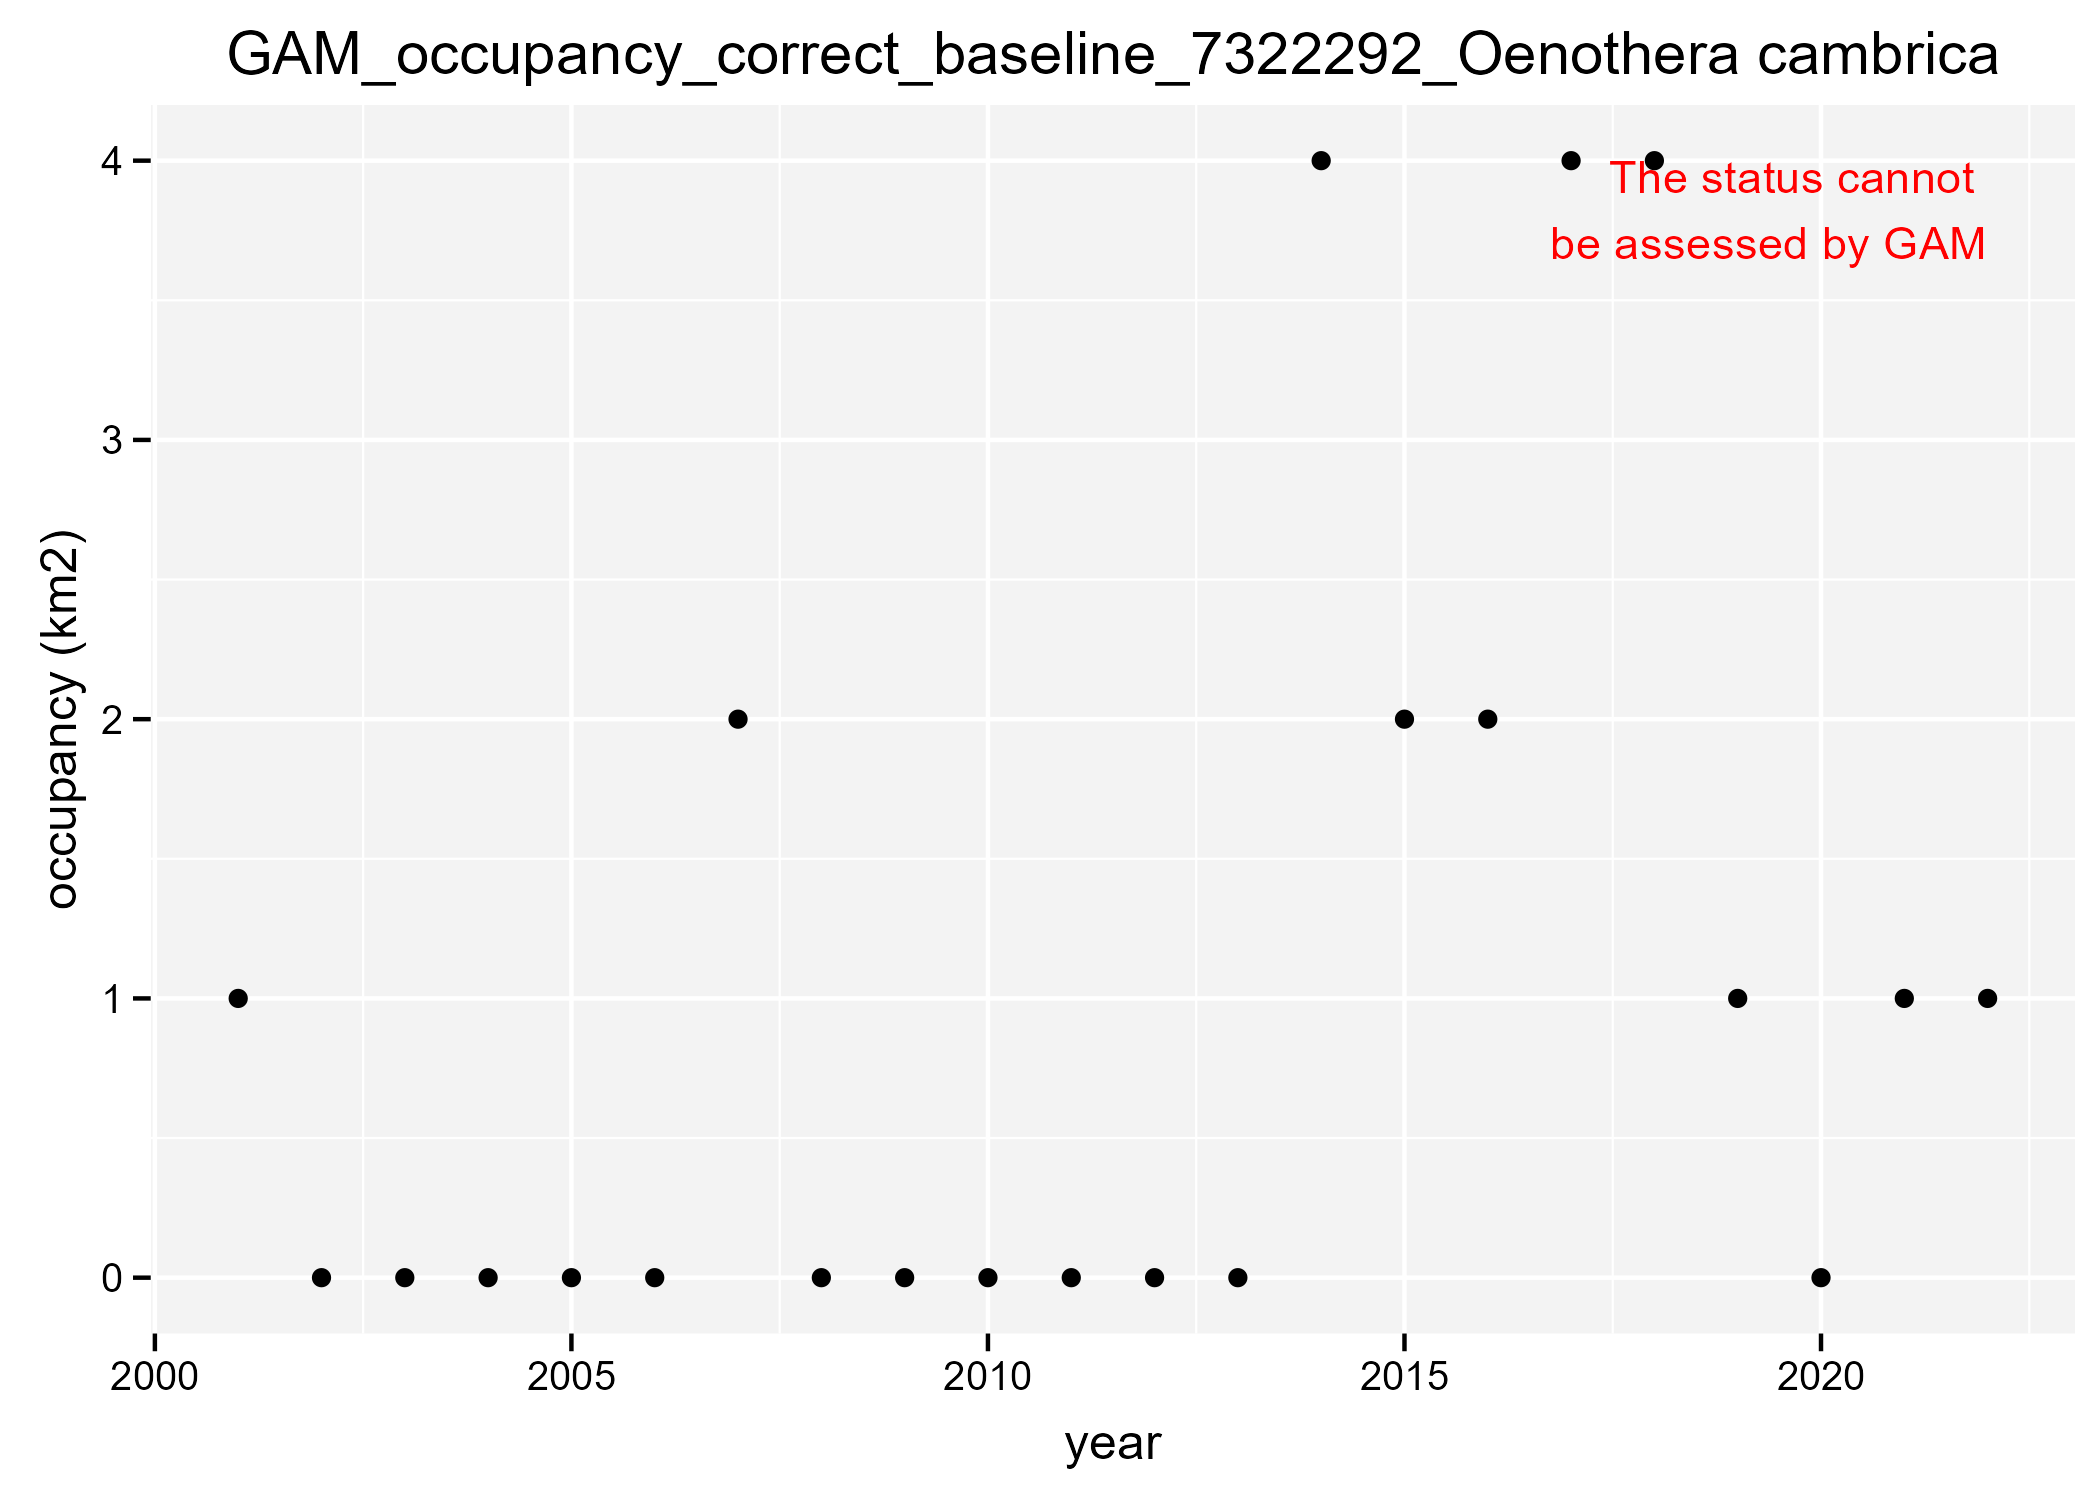 GAM_occupancy_correct_baseline_7322292_Oenothera cambrica
4
The status cannot
be assessed by GAM
3
occupancy (km2)
2
1
0
2000 2005 2010 2015 2020
year